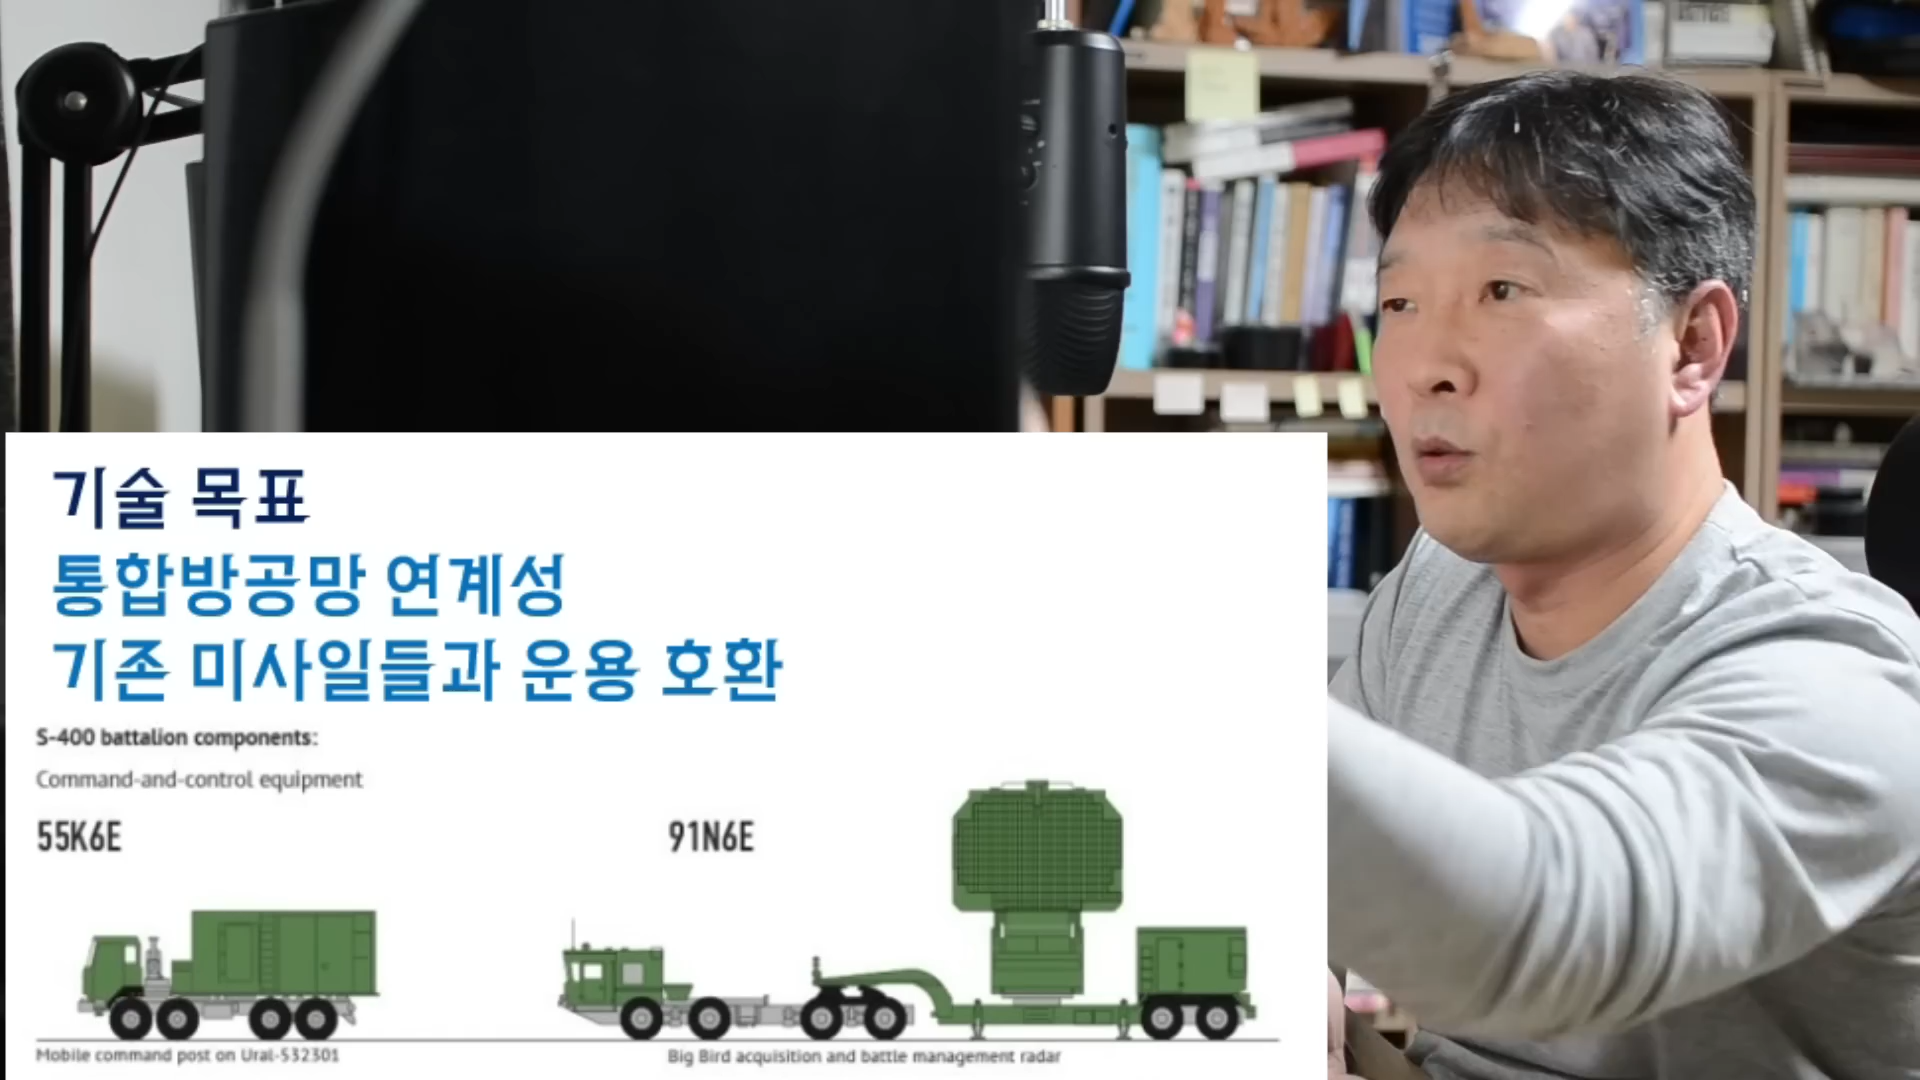 기술 목표
통합방공망 연계성
기존 미사일들과 운용 호환
S-400 battalion components:
Command-and-control equipment
55K6E
91N6E
Mobile command post on Ural-532301
Big Bird acquisition and battle management radar